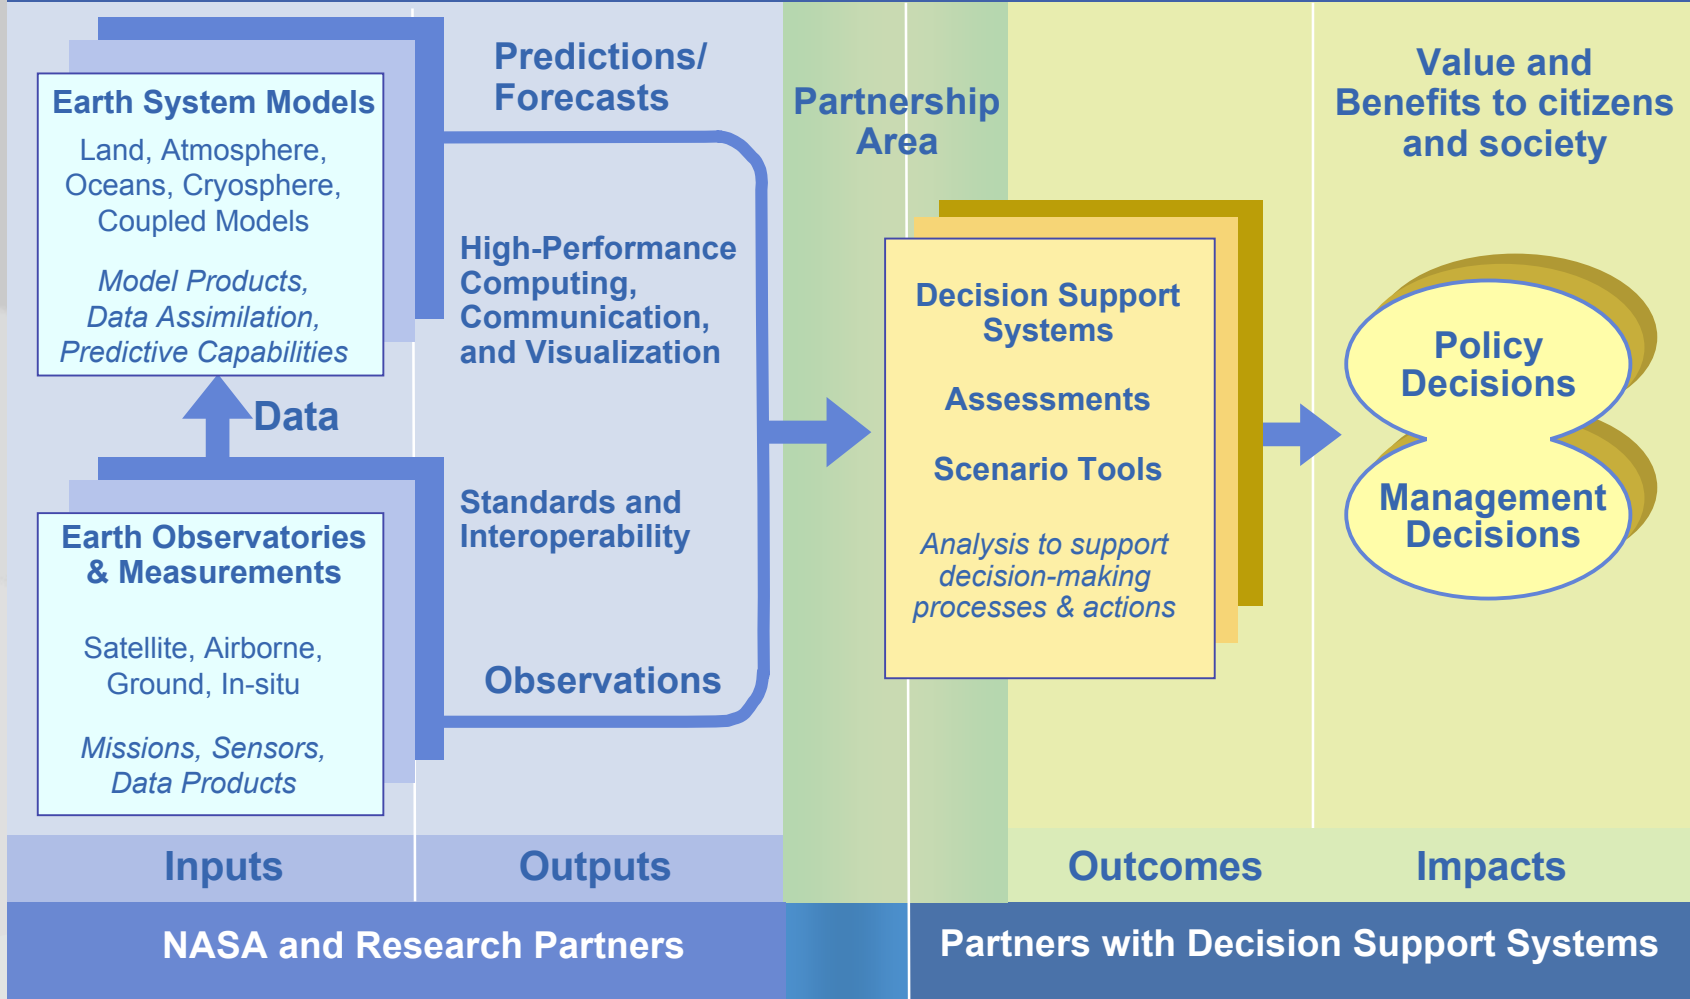 Earth System Models
Land, Atmosphere,
Oceans, Cryosphere,
Coupled Models
Model Products,
Data Assimilation,
Predictive Capabilities
Data
Earth Observatories
& Measurements
Satellite, Airborne,
Ground, In-situ
Missions, Sensors,
Data Products
Predictions/
Forecasts
High-Performance
Computing,
Communication,
and Visualization
Standards and
Interoperability
Observations
Partnership
Area
Decision Support
Systems
Assessments
Scenario Tools
Analysis to support
decision-making
processes & actions
Value and
Benefits to citizens
and society
Policy
Decisions
Management
Decisions
Inputs
Outputs
Outcomes
Impacts
NASA and Research Partners
Partners with Decision Support Systems